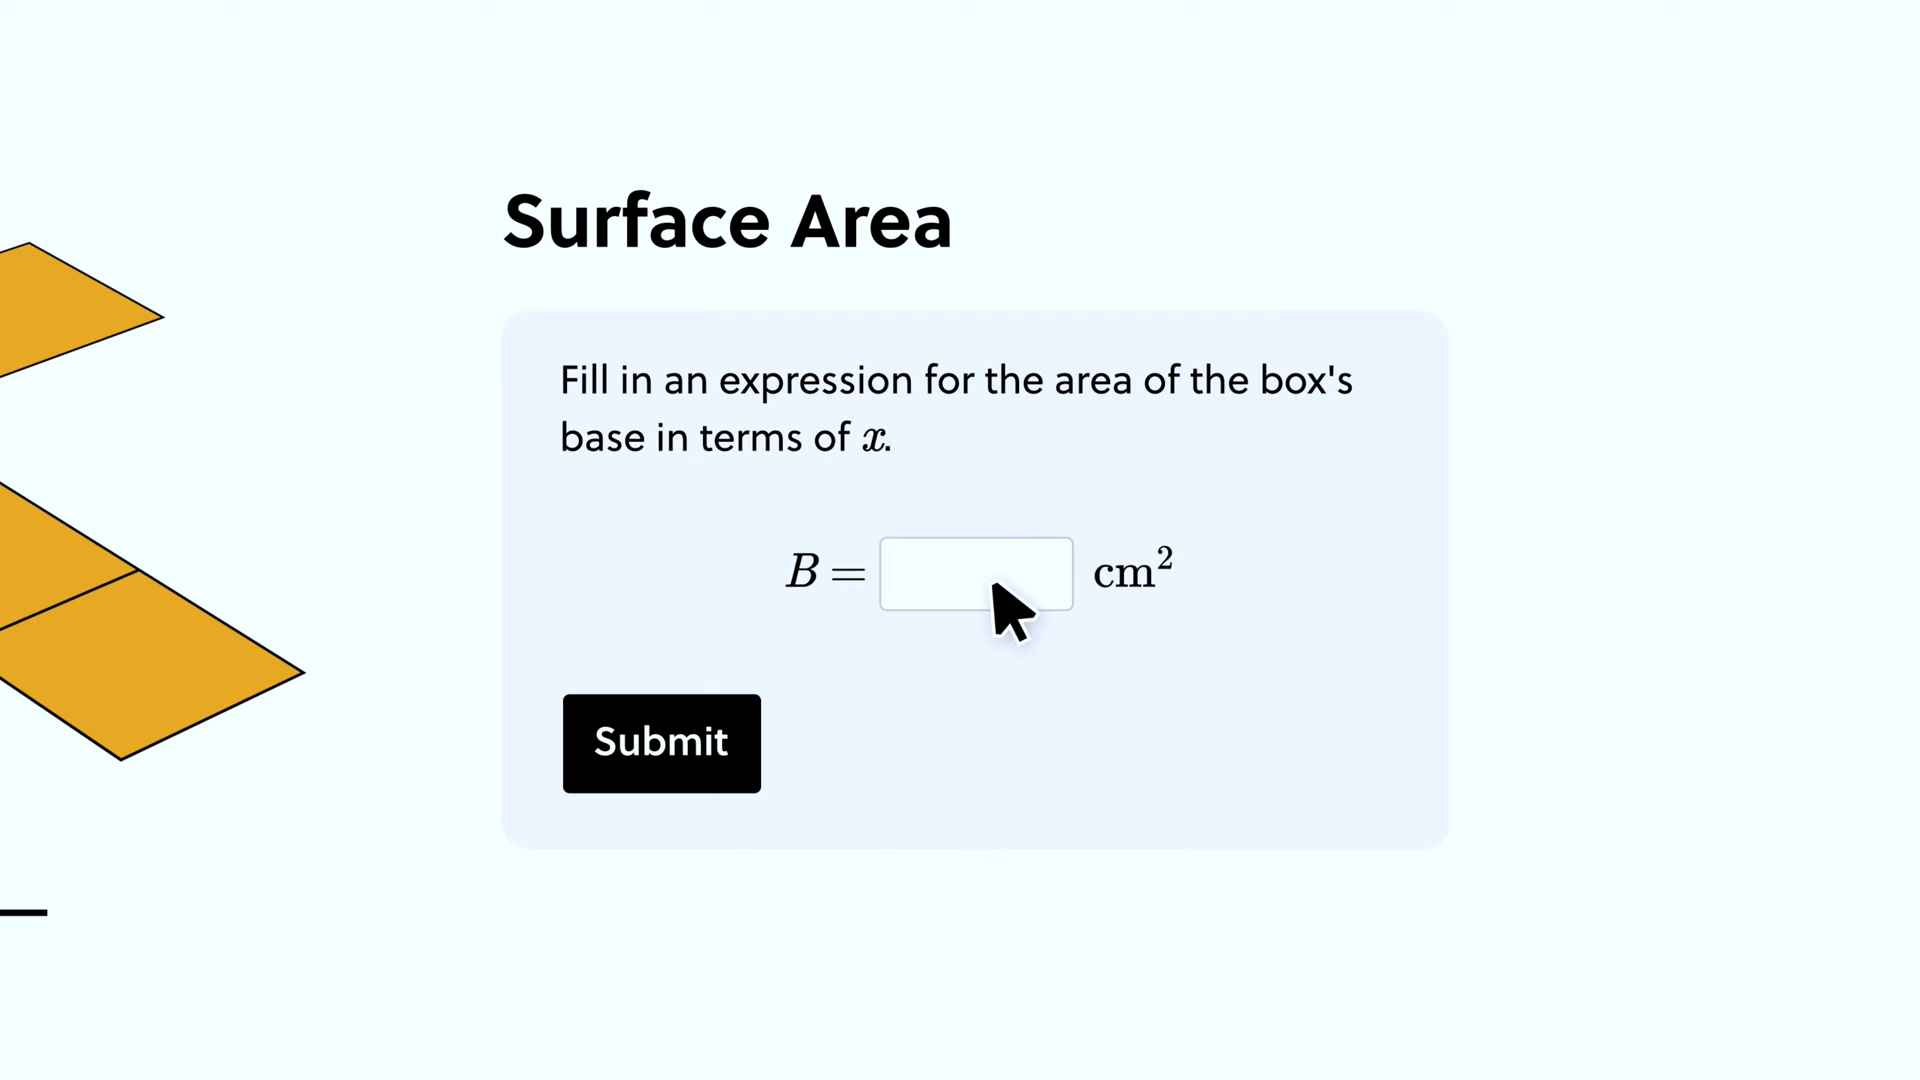 Surface Area
Fill in an expression for the area of the box's
base in terms of x.
B = cm²
Submit